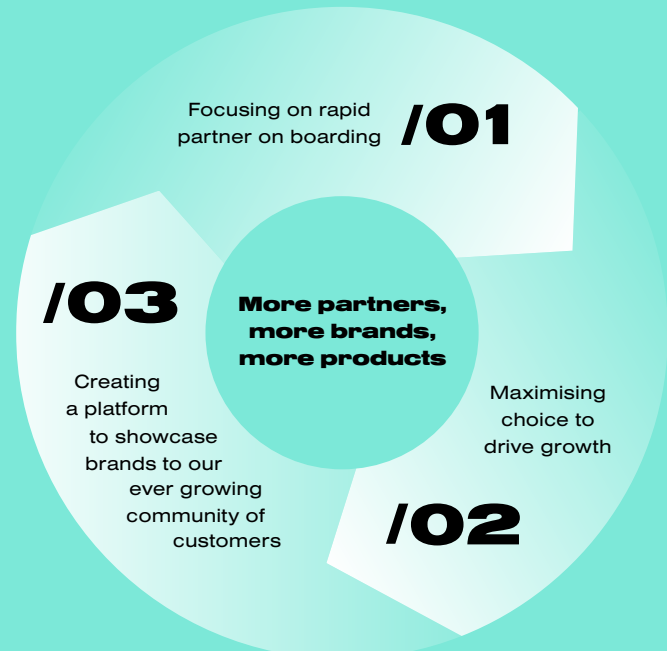 Focusing on rapid
partner on boarding
/01
More partners,
more brands,
more products
Maximising
choice to
drive growth
/02
/03
Creating
a platform
to showcase
brands to our
ever growing
community of
customers